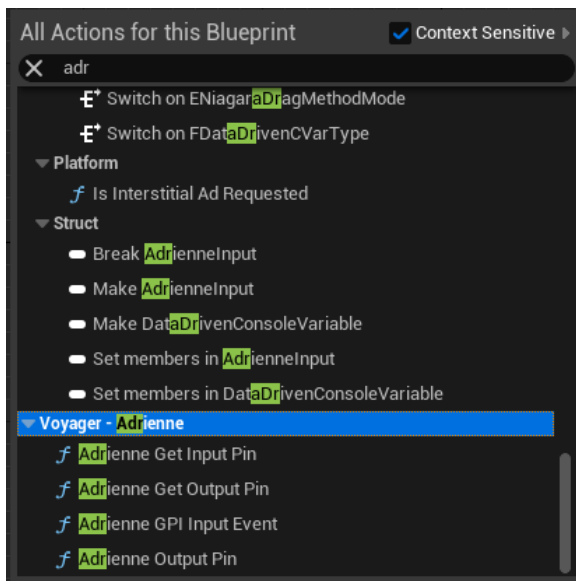 All Actions for this Blueprint Context Sensitive
adr
Switch on ENiagaraDragMethodMode
Switch on FDataDrivenCVarType
Platform
Is Interstitial Ad Requested
Struct
Break AdrienneInput
Make AdrienneInput
Make DataDrivenConsoleVariable
Set members in AdrienneInput
Set members in DataDrivenConsoleVariable
Voyager - Adrienne
Adrienne Get Input Pin
Adrienne Get Output Pin
Adrienne GPI Input Event
Adrienne Output Pin